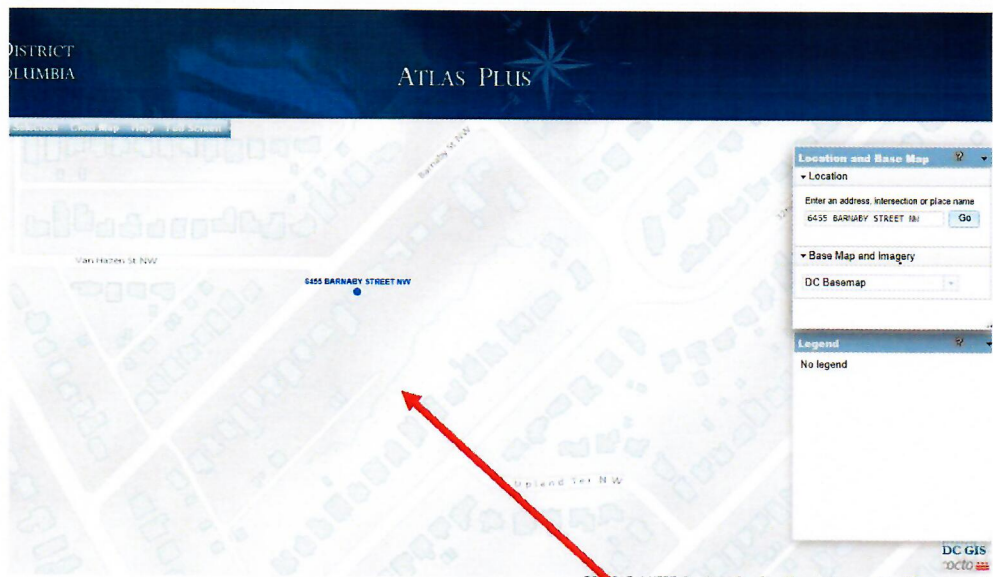 DISTRICT
OLUMBIA
ATLAS PLUS
Help Full Screen
Barnaby St NW
Van Hazen St NW
6455 BARNABY STREET NW
Upland Ter N W
Location and Base Map ?
Location
Enter an address, intersection or place name
6455 BARNABY STREET NW
Go
Base Map and Imagery
DC Basemap
Legend ?
No legend
DC GIS
octo